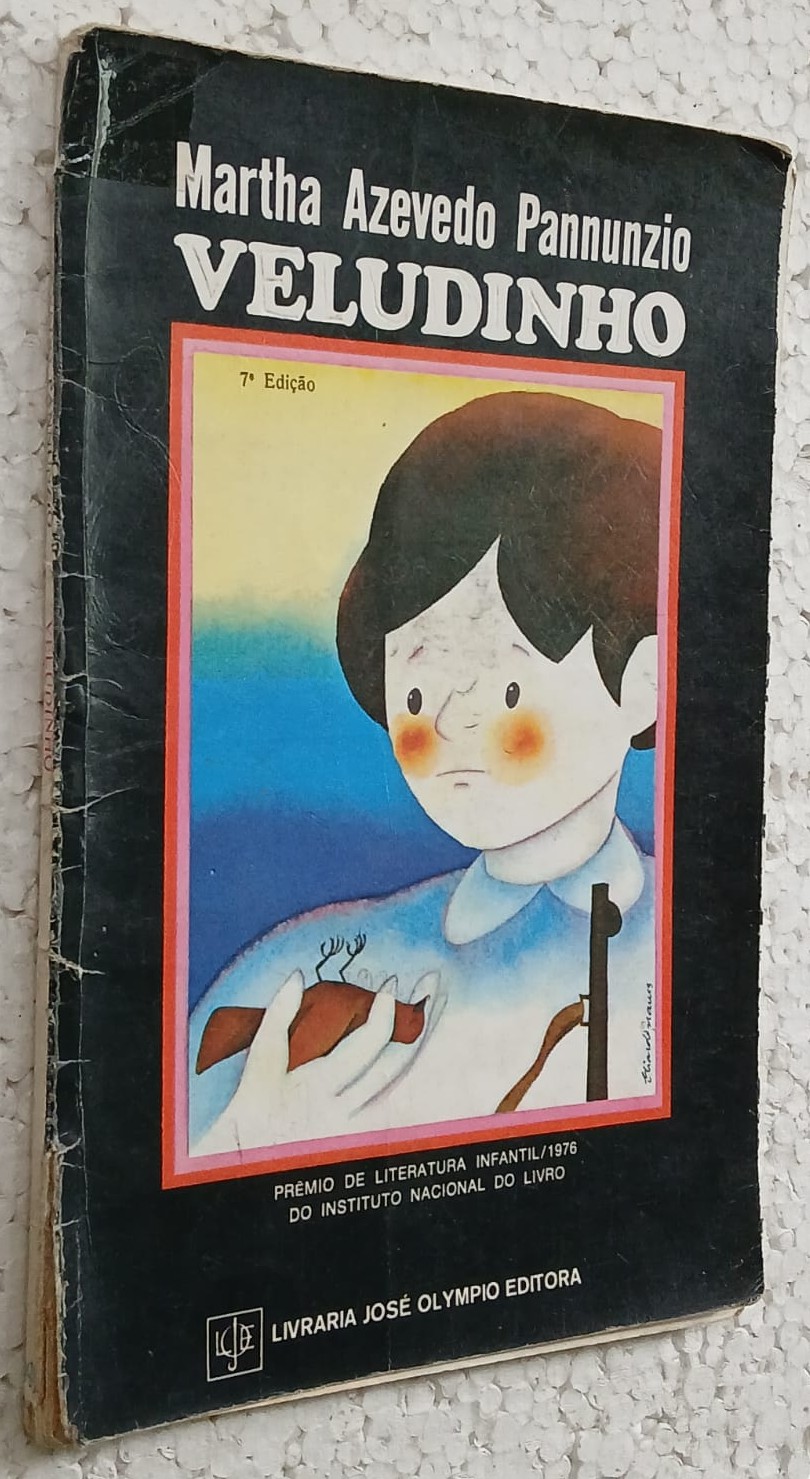 Martha Azevedo Pannunzio
VELUDINHO
7ª Edição
PRÊMIO DE LITERATURA INFANTIL/1976
DO INSTITUTO NACIONAL DO LIVRO
LIVRARIA JOSÉ OLYMPIO EDITORA
VELUDINHO